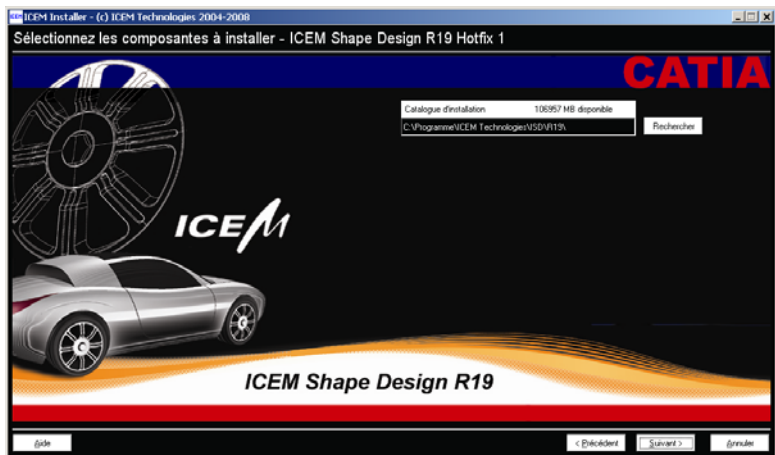 ICEM Installer - (c) ICEM Technologies 2004-2008
Sélectionnez les composantes à installer - ICEM Shape Design R19 Hotfix 1
CATIA
Catalogue d'installation 106957 MB disponible
C:\Programme\ICEM Technologies\ISD\R19\ Rechercher
ICEM
ICEM Shape Design R19
Aide < Précédent Suivant > Annuler